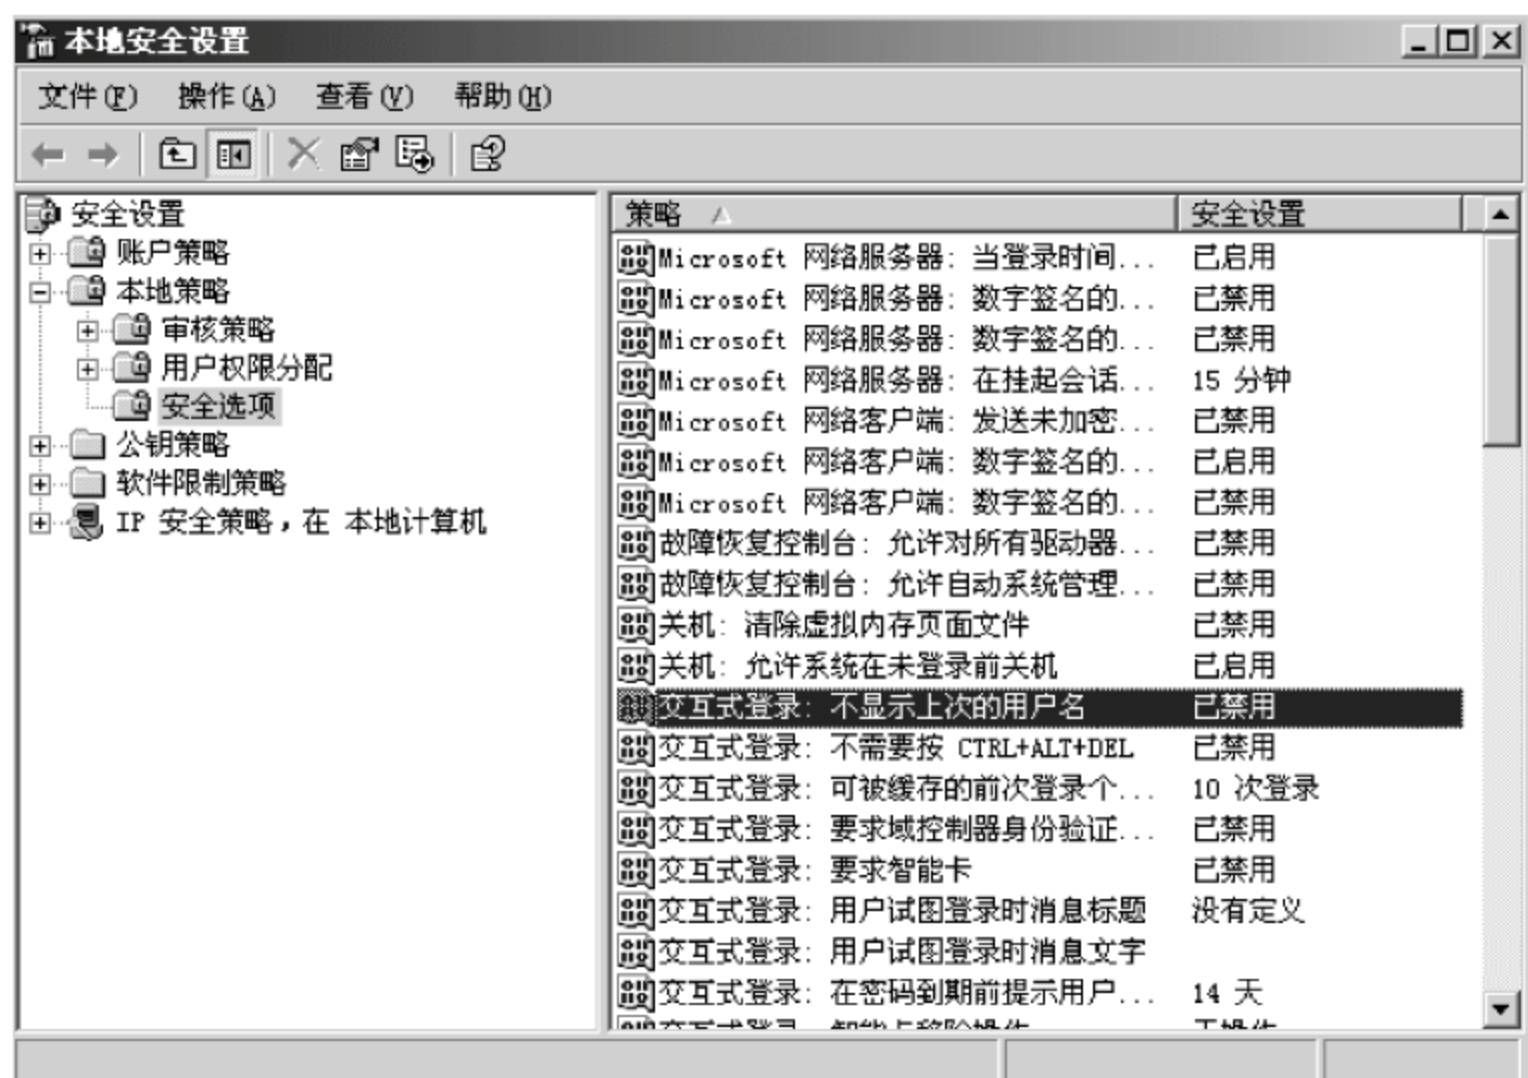 本地安全设置
文件(F) 操作(A) 查看(V) 帮助(H)
安全设置
账户策略
本地策略
审核策略
用户权限分配
安全选项
公钥策略
软件限制策略
IP 安全策略，在 本地计算机
策略 安全设置
Microsoft 网络服务器: 当登录时间... 已启用
Microsoft 网络服务器: 数字签名的... 已禁用
Microsoft 网络服务器: 数字签名的... 已禁用
Microsoft 网络服务器: 在挂起会话... 15 分钟
Microsoft 网络客户端: 发送未加密... 已禁用
Microsoft 网络客户端: 数字签名的... 已启用
Microsoft 网络客户端: 数字签名的... 已禁用
故障恢复控制台: 允许对所有驱动器... 已禁用
故障恢复控制台: 允许自动系统管理... 已禁用
关机: 清除虚拟内存页面文件 已禁用
关机: 允许系统在未登录前关机 已启用
交互式登录: 不显示上次的用户名 已禁用
交互式登录: 不需要按 CTRL+ALT+DEL 已禁用
交互式登录: 可被缓存的前次登录个... 10 次登录
交互式登录: 要求域控制器身份验证... 已禁用
交互式登录: 要求智能卡 已禁用
交互式登录: 用户试图登录时消息标题 没有定义
交互式登录: 用户试图登录时消息文字
交互式登录: 在密码到期前提示用户... 14 天
交互式登录: 智能卡移除操作 无操作